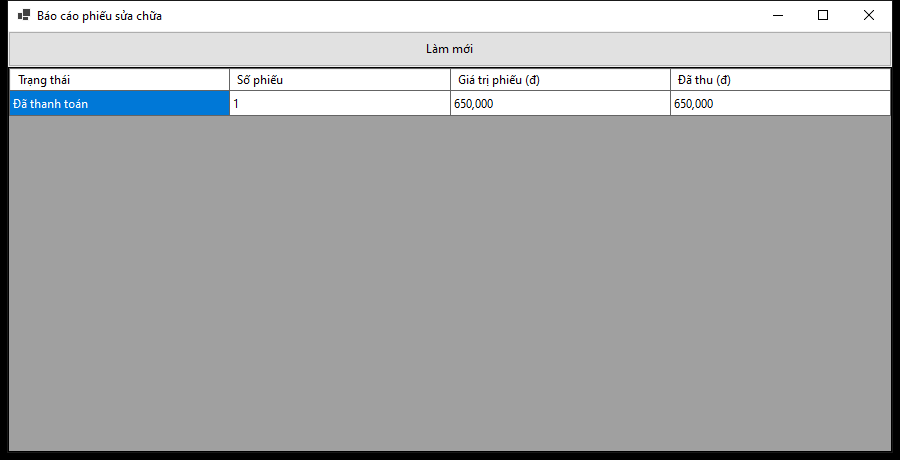 Báo cáo phiếu sửa chữa
Làm mới
Trạng thái Số phiếu Giá trị phiếu (đ) Đã thu (đ)
Đã thanh toán 1 650,000 650,000